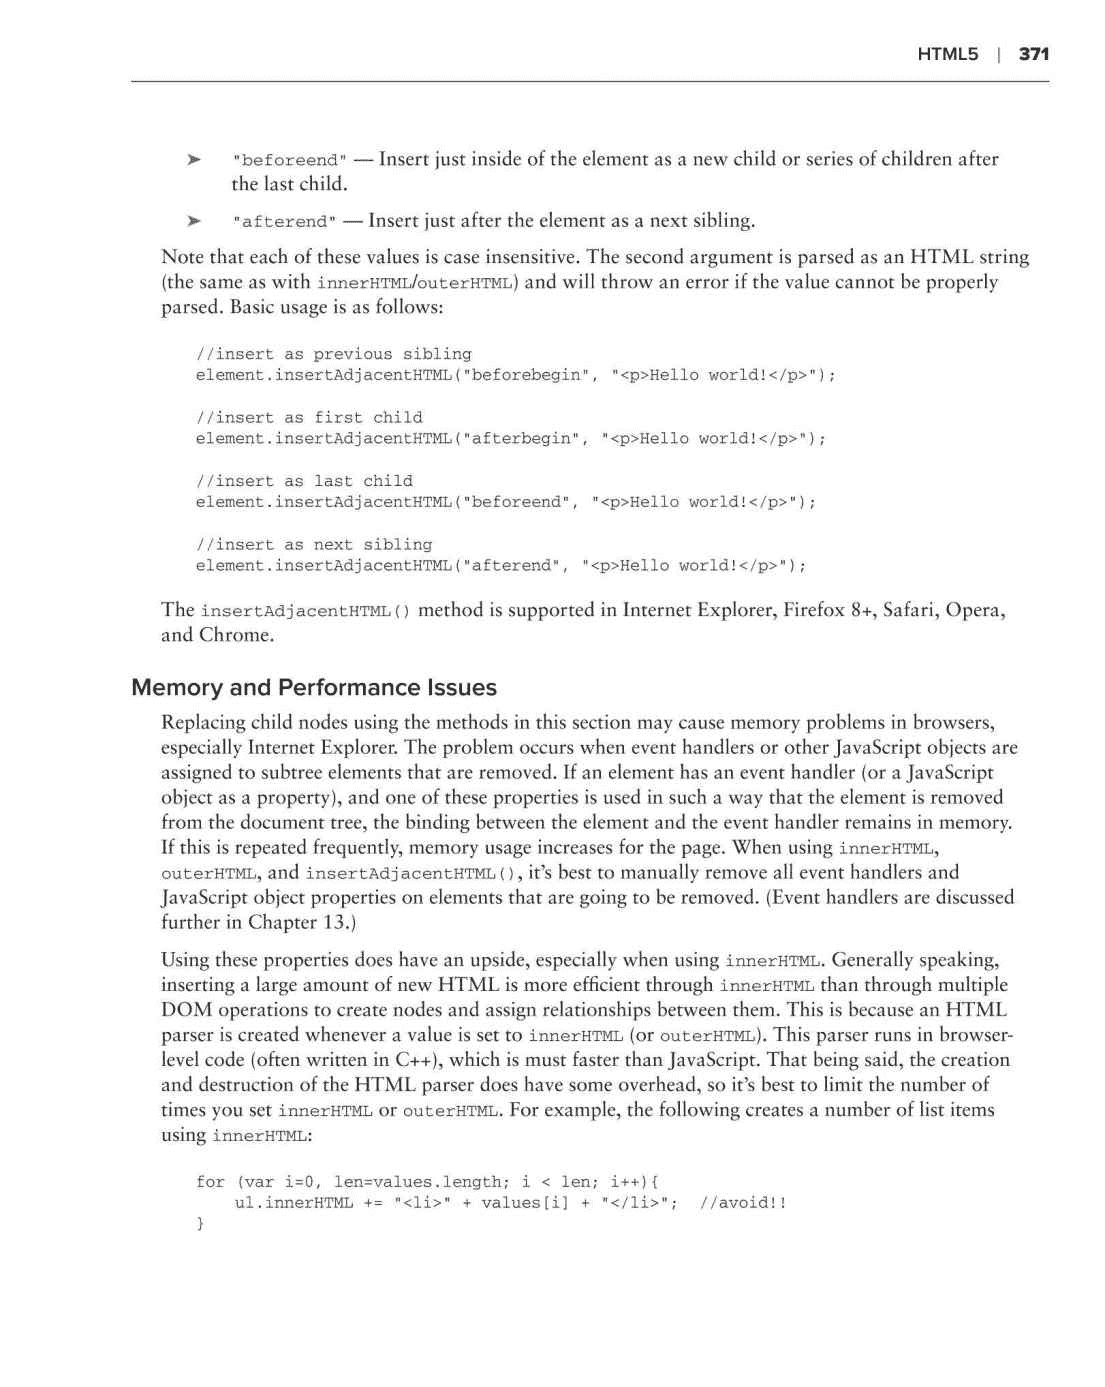 HTML5 | 371
➤ "beforeend" — Insert just inside of the element as a new child or series of children after
the last child.
➤ "afterend" — Insert just after the element as a next sibling.
Note that each of these values is case insensitive. The second argument is parsed as an HTML string
(the same as with innerHTML/outerHTML) and will throw an error if the value cannot be properly
parsed. Basic usage is as follows:
//insert as previous sibling
element.insertAdjacentHTML("beforebegin", "<p>Hello world!</p>");
//insert as first child
element.insertAdjacentHTML("afterbegin", "<p>Hello world!</p>");
//insert as last child
element.insertAdjacentHTML("beforeend", "<p>Hello world!</p>");
//insert as next sibling
element.insertAdjacentHTML("afterend", "<p>Hello world!</p>");
The insertAdjacentHTML() method is supported in Internet Explorer, Firefox 8+, Safari, Opera,
and Chrome.
Memory and Performance Issues
Replacing child nodes using the methods in this section may cause memory problems in browsers,
especially Internet Explorer. The problem occurs when event handlers or other JavaScript objects are
assigned to subtree elements that are removed. If an element has an event handler (or a JavaScript
object as a property), and one of these properties is used in such a way that the element is removed
from the document tree, the binding between the element and the event handler remains in memory.
If this is repeated frequently, memory usage increases for the page. When using innerHTML,
outerHTML, and insertAdjacentHTML(), it’s best to manually remove all event handlers and
JavaScript object properties on elements that are going to be removed. (Event handlers are discussed
further in Chapter 13.)
Using these properties does have an upside, especially when using innerHTML. Generally speaking,
inserting a large amount of new HTML is more efficient through innerHTML than through multiple
DOM operations to create nodes and assign relationships between them. This is because an HTML
parser is created whenever a value is set to innerHTML (or outerHTML). This parser runs in browser-
level code (often written in C++), which is must faster than JavaScript. That being said, the creation
and destruction of the HTML parser does have some overhead, so it’s best to limit the number of
times you set innerHTML or outerHTML. For example, the following creates a number of list items
using innerHTML:
for (var i=0, len=values.length; i < len; i++){
    ul.innerHTML += "<li>" + values[i] + "</li>";  //avoid!!
}